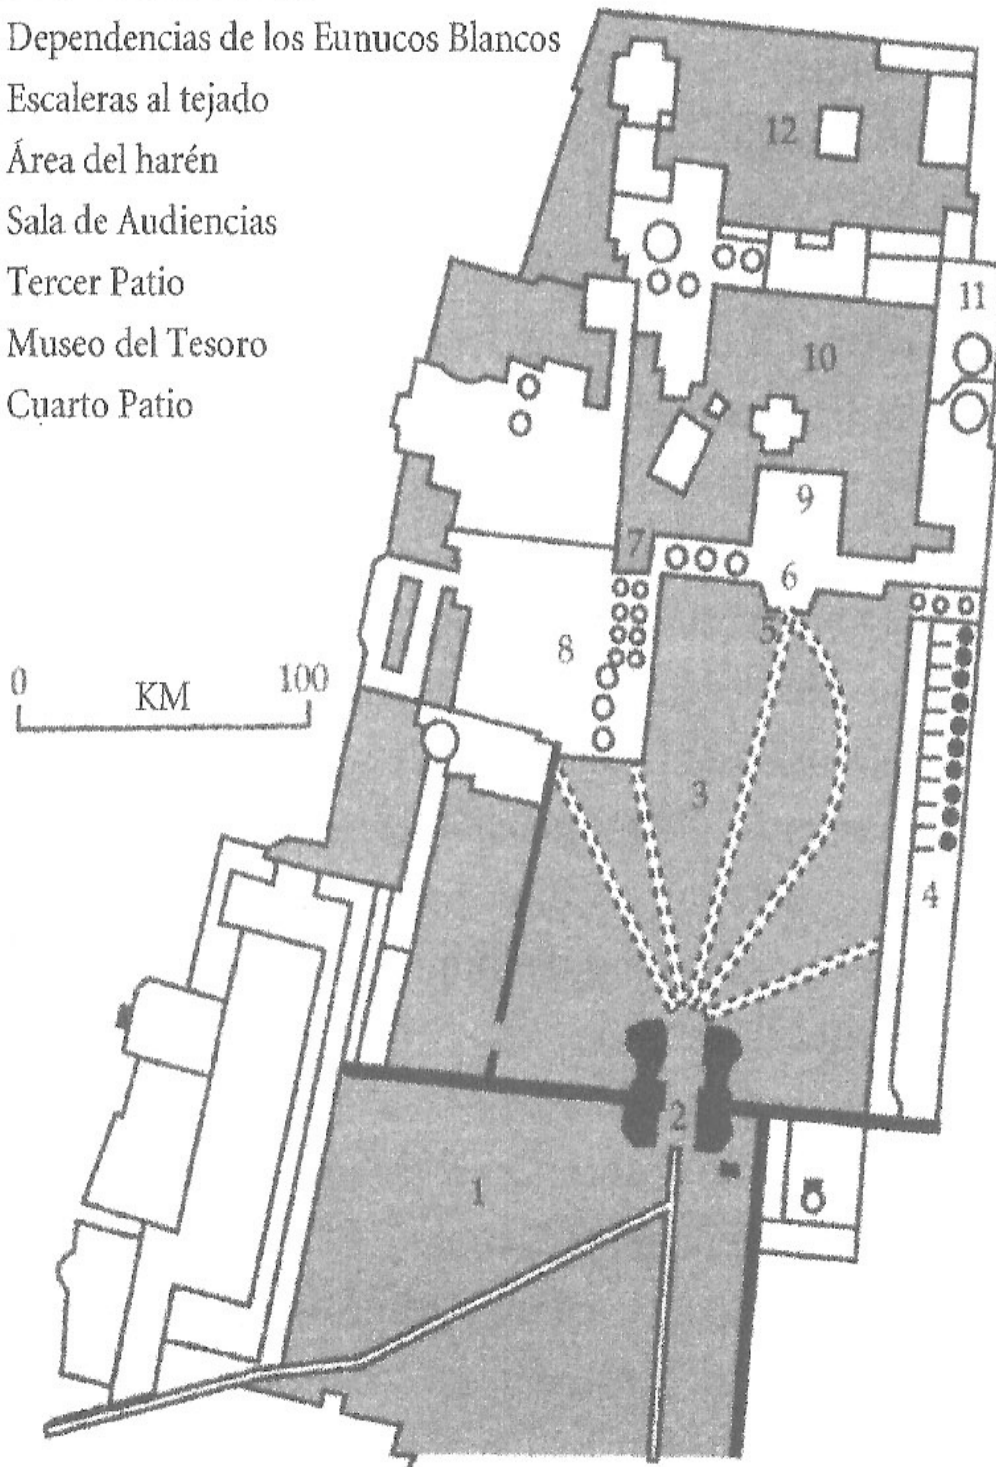 Dependencias de los Eunucos Blancos
Escaleras al tejado
Área del harén
Sala de Audiencias
Tercer Patio
Museo del Tesoro
Cuarto Patio
12
11
10
9
7
6
5
8
0 KM 100
3
4
2
1